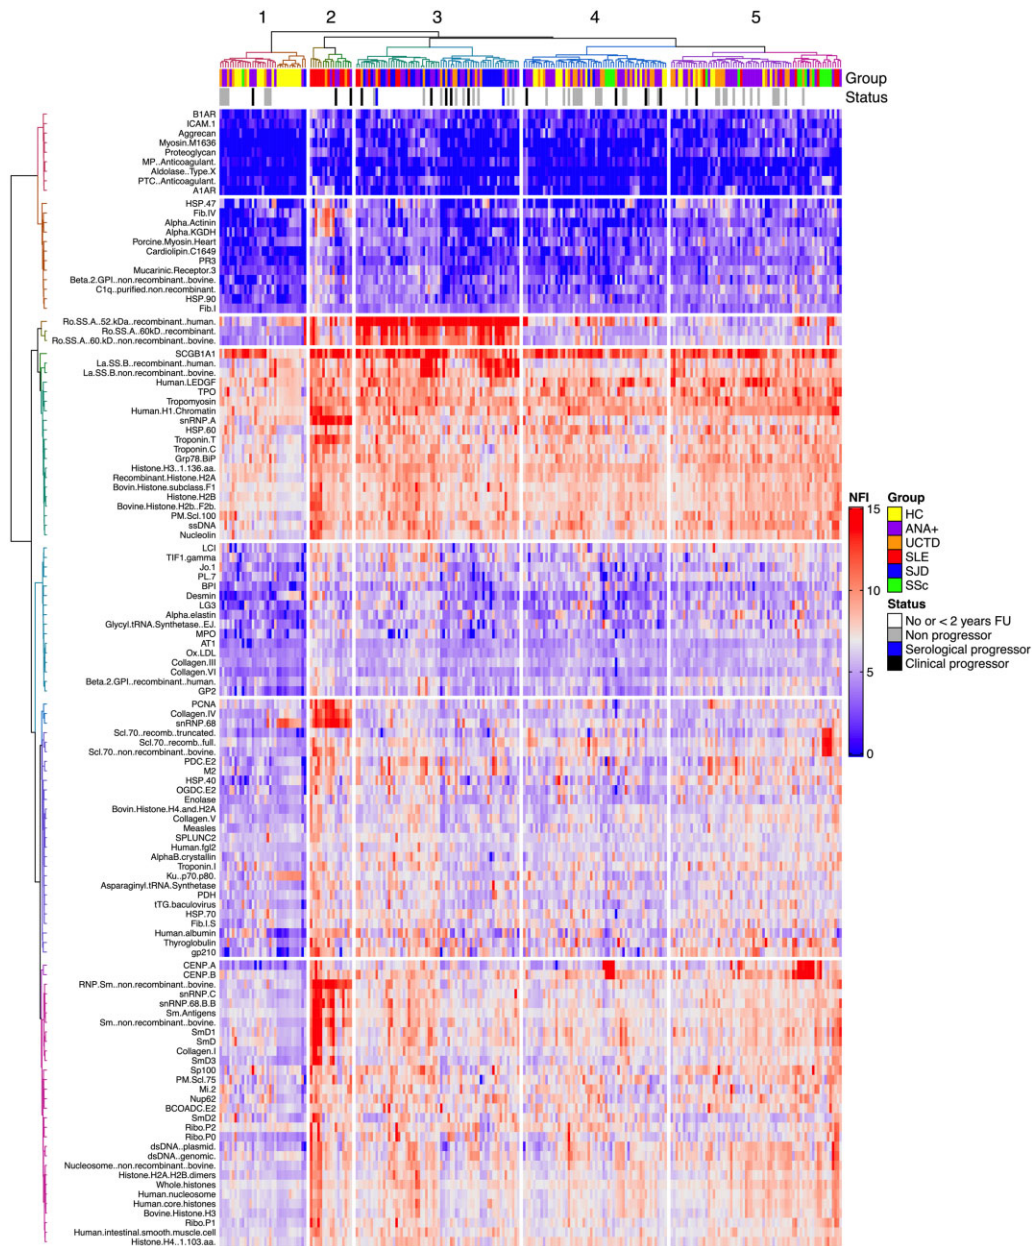 1 2 3 4 5
Group
Status
B1AR
ICAM.1
Aggrecan
Myosin.M1636
Proteoglycan
MP..Anticoagulant.
Aldolase..Type.X
PTC..Anticoagulant.
A1AR
HSP.47
Fib.IV
Alpha.Actinin
Alpha.KGDH
Porcine.Myosin.Heart
Cardiolipin.C1649
PR3
Mucarinic.Receptor.3
Beta.2.GPI..non.recombinant..bovine.
C1q..purified.non.recombinant.
HSP.90
Fib.I
Ro.SS.A..52.kDa..recombinant..human.
Ro.SS.A..60kD..recombinant.
Ro.SS.A..60.kD..non.recombinant..bovine.
SCGB1A1
La.SS.B..recombinant..human.
La.SS.B.non.recombinant..bovine.
Human.LEDGF
TPO
Tropomyosin
Human.H1.Chromatin
snRNP.A
HSP.60
Troponin.T
Troponin.C
Grp78.BiP
Histone.H3..1.136.aa.
Recombinant.Histone.H2A
Bovin.Histone.subclass.F1
Histone.H2B
Bovine.Histone.H2b..F2b.
PM.Scl.100
ssDNA
Nucleolin
LCI
TIF1.gamma
Jo.1
PL.7
BPI
Desmin
LG3
Alpha.elastin
Glycyl.tRNA.Synthetase..EJ.
MPO
AT1
Ox.LDL
Collagen.III
Collagen.VI
Beta.2.GPI..recombinant..human.
GP2
PCNA
Collagen.IV
snRNP.68
Scl.70..recomb..truncated.
Scl.70..recomb..full.
Scl.70..non.recombinant..bovine.
PDC.E2
M2
HSP.40
OGDC.E2
Enolase
Bovin.Histone.H4.and.H2A
Collagen.V
Measles
SPLUNC2
Human.fgl2
AlphaB.crystallin
Troponin.I
Ku..p70.p80.
Asparaginyl.tRNA.Synthetase
PDH
tTG.baculovirus
HSP.70
Fib.I.S
Human.albumin
Thyroglobulin
gp210
CENP.A
CENP.B
RNP.Sm..non.recombinant..bovine.
snRNP.C
snRNP.68.B.B
Sm.Antigens
Sm..non.recombinant..bovine.
SmD1
SmD
Collagen.I
SmD3
Sp100
PM.Scl.75
Mi.2
Nup62
BCOADC.E2
SmD2
Ribo.P2
Ribo.P0
dsDNA..plasmid.
dsDNA..genomic.
Nucleosome..non.recombinant..bovine.
Histone.H2A.H2B.dimers
Whole.histones
Human.nucleosome
Human.core.histones
Bovine.Histone.H3
Ribo.P1
Human.intestinal.smooth.muscle.cell
Histone.H4..1.103.aa.
NFI
15
10
5
0
Group
HC
ANA+
UCTD
SLE
SJD
SSc
Status
No or < 2 years FU
Non progressor
Serological progressor
Clinical progressor